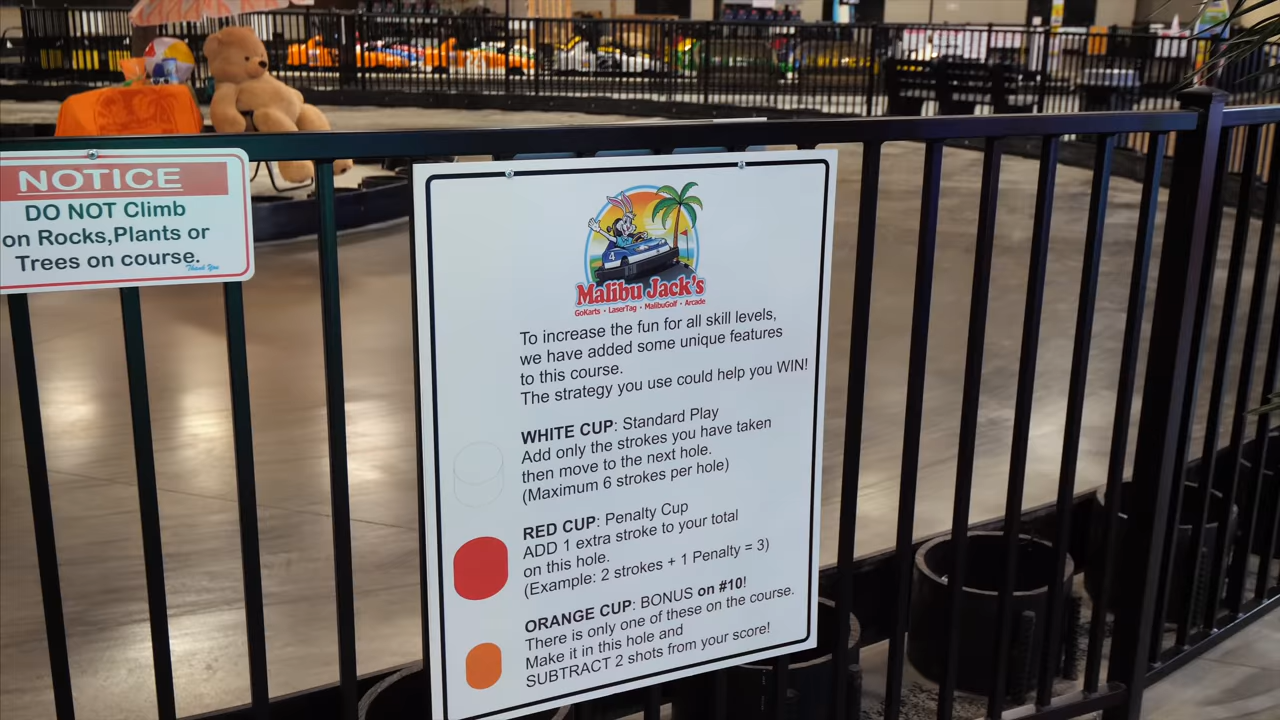 NOTICE
DO NOT Climb
on Rocks,Plants or
Trees on course.
Thank You
4
Malibu Jack's
GoKarts • LaserTag • MalibuGolf • Arcade
To increase the fun for all skill levels,
we have added some unique features
to this course.
The strategy you use could help you WIN!
WHITE CUP: Standard Play
Add only the strokes you have taken
then move to the next hole.
(Maximum 6 strokes per hole)
RED CUP: Penalty Cup
ADD 1 extra stroke to your total
on this hole.
(Example: 2 strokes + 1 Penalty = 3)
ORANGE CUP: BONUS on #10!
There is only one of these on the course.
Make it in this hole and
SUBTRACT 2 shots from your score!